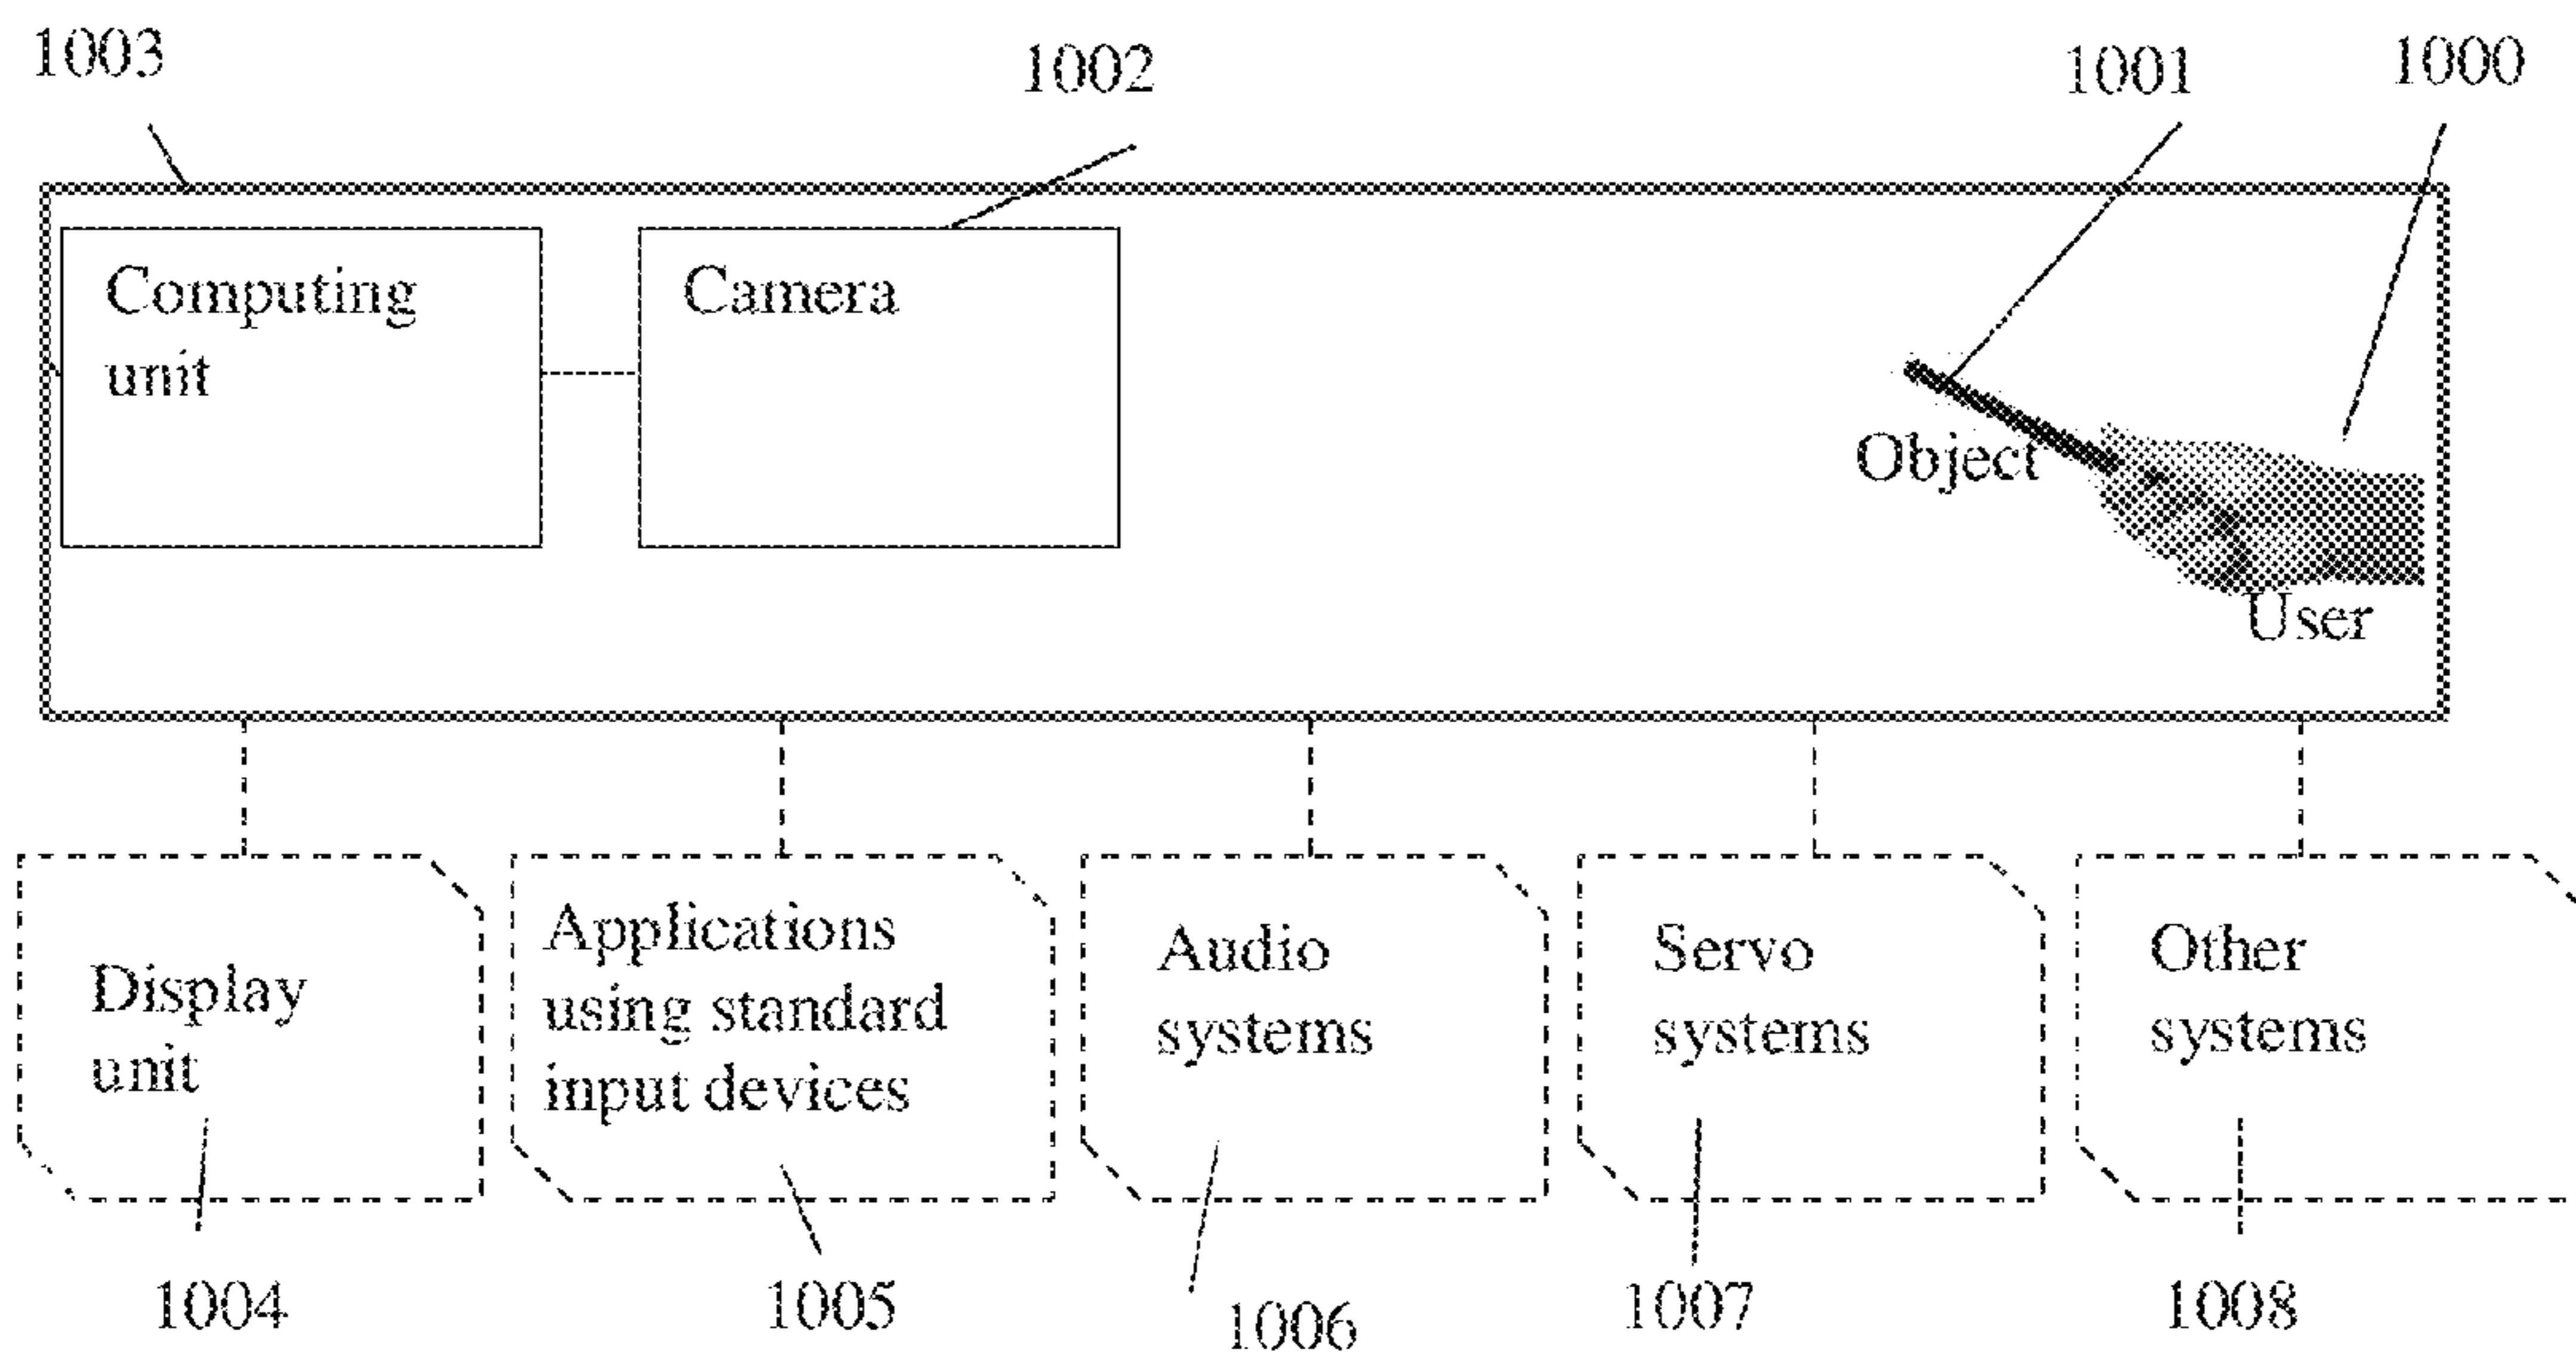 1003
1002
1001
1000
Computing
unit
Camera
Object
User
Display
unit
Applications
using standard
input devices
Audio
systems
Servo
systems
Other
systems
1004
1005
1006
1007
1008